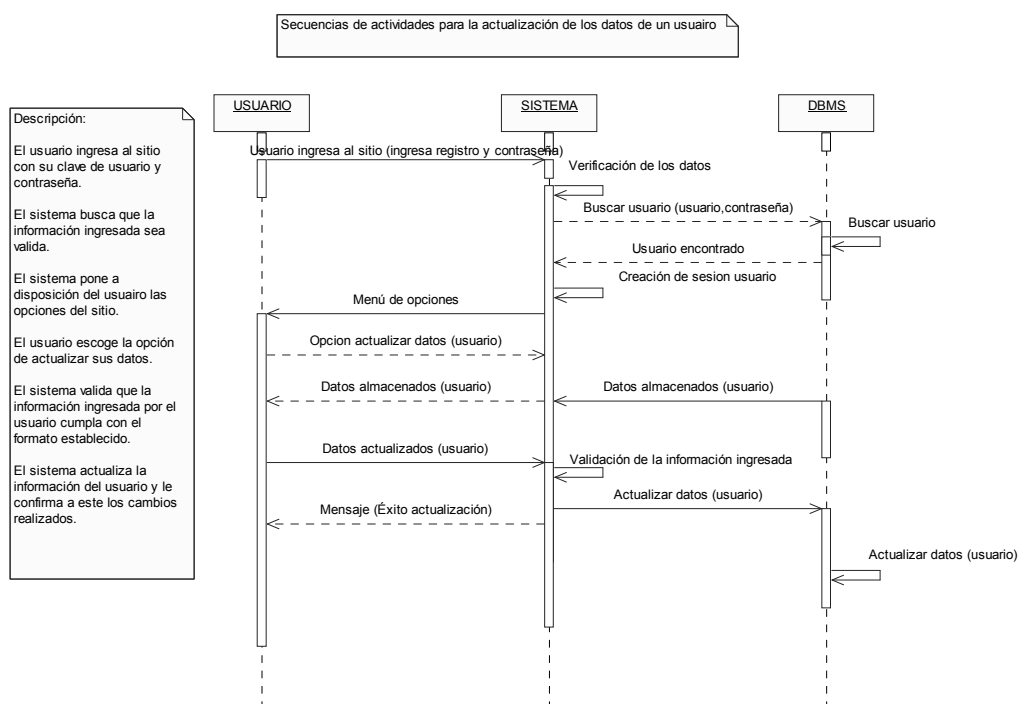 Secuencias de actividades para la actualización de los datos de un usuairo
USUARIO
SISTEMA
DBMS
Descripción:
El usuario ingresa al sitio
con su clave de usuario y
contraseña.
El sistema busca que la
información ingresada sea
valida.
El sistema pone a
disposición del usuairo las
opciones del sitio.
El usuario escoge la opción
de actualizar sus datos.
El sistema valida que la
información ingresada por el
usuario cumpla con el
formato establecido.
El sistema actualiza la
información del usuario y le
confirma a este los cambios
realizados.
Usuario ingresa al sitio (ingresa registro y contraseña)
Verificación de los datos
Buscar usuario (usuario,contraseña)
Buscar usuario
Usuario encontrado
Creación de sesion usuario
Menú de opciones
Opcion actualizar datos (usuario)
Datos almacenados (usuario)
Datos almacenados (usuario)
Datos actualizados (usuario)
Validación de la información ingresada
Actualizar datos (usuario)
Mensaje (Éxito actualización)
Actualizar datos (usuario)